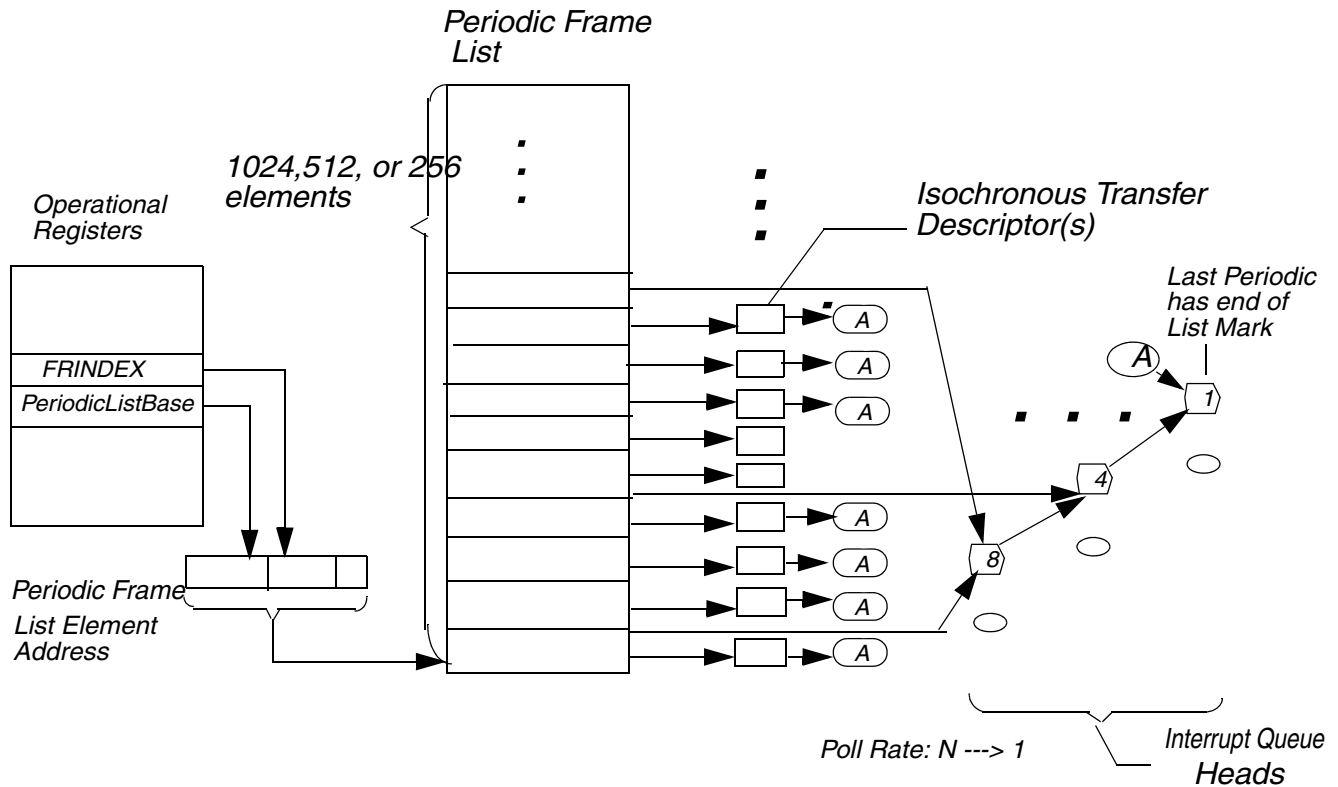 Periodic Frame
List
1024,512, or 256
elements
Operational
Registers
Isochronous Transfer
Descriptor(s)
Last Periodic
has end of
List Mark
FRINDEX
PeriodicListBase
A
A
A
A
1
4
A
A
8
A
A
Periodic Frame
List Element
Address
Poll Rate: N ---> 1
Interrupt Queue
Heads